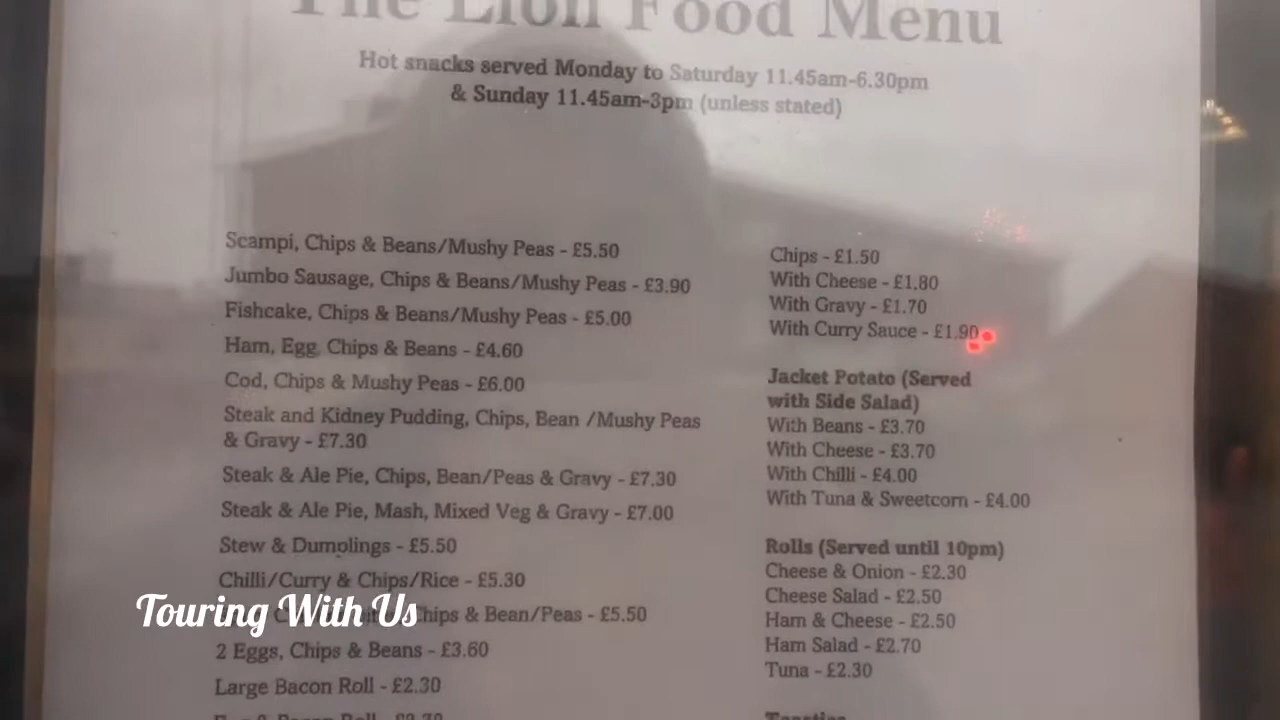 The Lion Food Menu
Hot snacks served Monday to Saturday 11.45am-6.30pm
& Sunday 11.45am-3pm (unless stated)
Scampi, Chips & Beans/Mushy Peas - £5.50
Jumbo Sausage, Chips & Beans/Mushy Peas - £3.90
Fishcake, Chips & Beans/Mushy Peas - £5.00
Ham, Egg, Chips & Beans - £4.60
Cod, Chips & Mushy Peas - £6.00
Steak and Kidney Pudding, Chips, Bean /Mushy Peas
& Gravy - £7.30
Steak & Ale Pie, Chips, Bean/Peas & Gravy - £7.30
Steak & Ale Pie, Mash, Mixed Veg & Gravy - £7.00
Stew & Dumplings - £5.50
Chilli/Curry & Chips/Rice - £5.30
Chips & Bean/Peas - £5.50
2 Eggs, Chips & Beans - £3.60
Large Bacon Roll - £2.30
Chips - £1.50
With Cheese - £1.80
With Gravy - £1.70
With Curry Sauce - £1.90
Jacket Potato (Served
with Side Salad)
With Beans - £3.70
With Cheese - £3.70
With Chilli - £4.00
With Tuna & Sweetcorn - £4.00
Rolls (Served until 10pm)
Cheese & Onion - £2.30
Cheese Salad - £2.50
Ham & Cheese - £2.50
Ham Salad - £2.70
Tuna - £2.30
Touring With Us